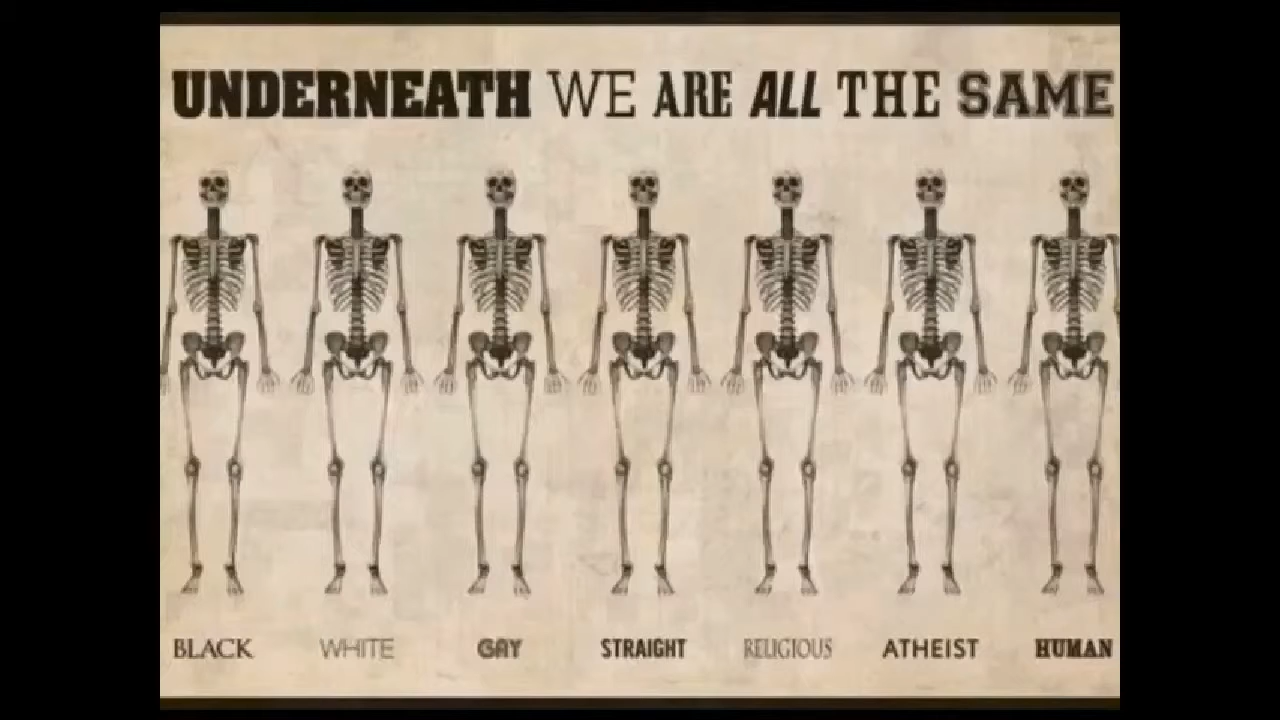 UNDERNEATH WE ARE ALL THE SAME
BLACK WHITE GAY STRAIGHT RELIGIOUS ATHEIST HUMAN